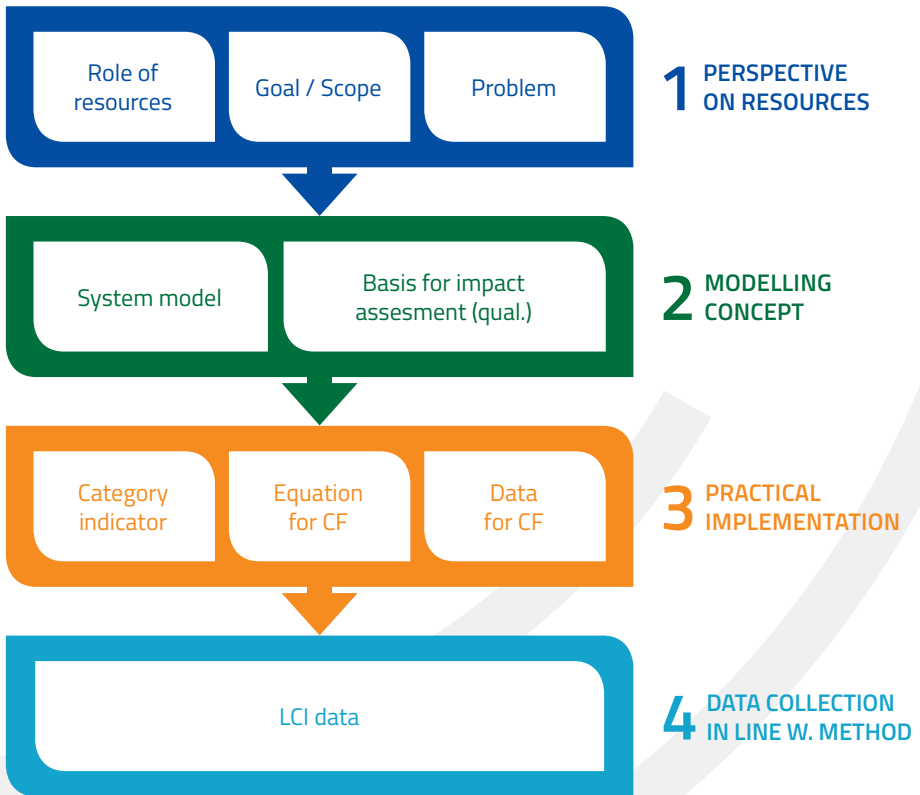 Role of
resources
Goal / Scope
Problem
1 PERSPECTIVE
ON RESOURCES
System model
Basis for impact
assesment (qual.)
2 MODELLING
CONCEPT
Category
indicator
Equation
for CF
Data
for CF
3 PRACTICAL
IMPLEMENTATION
LCI data
4 DATA COLLECTION
IN LINE W. METHOD